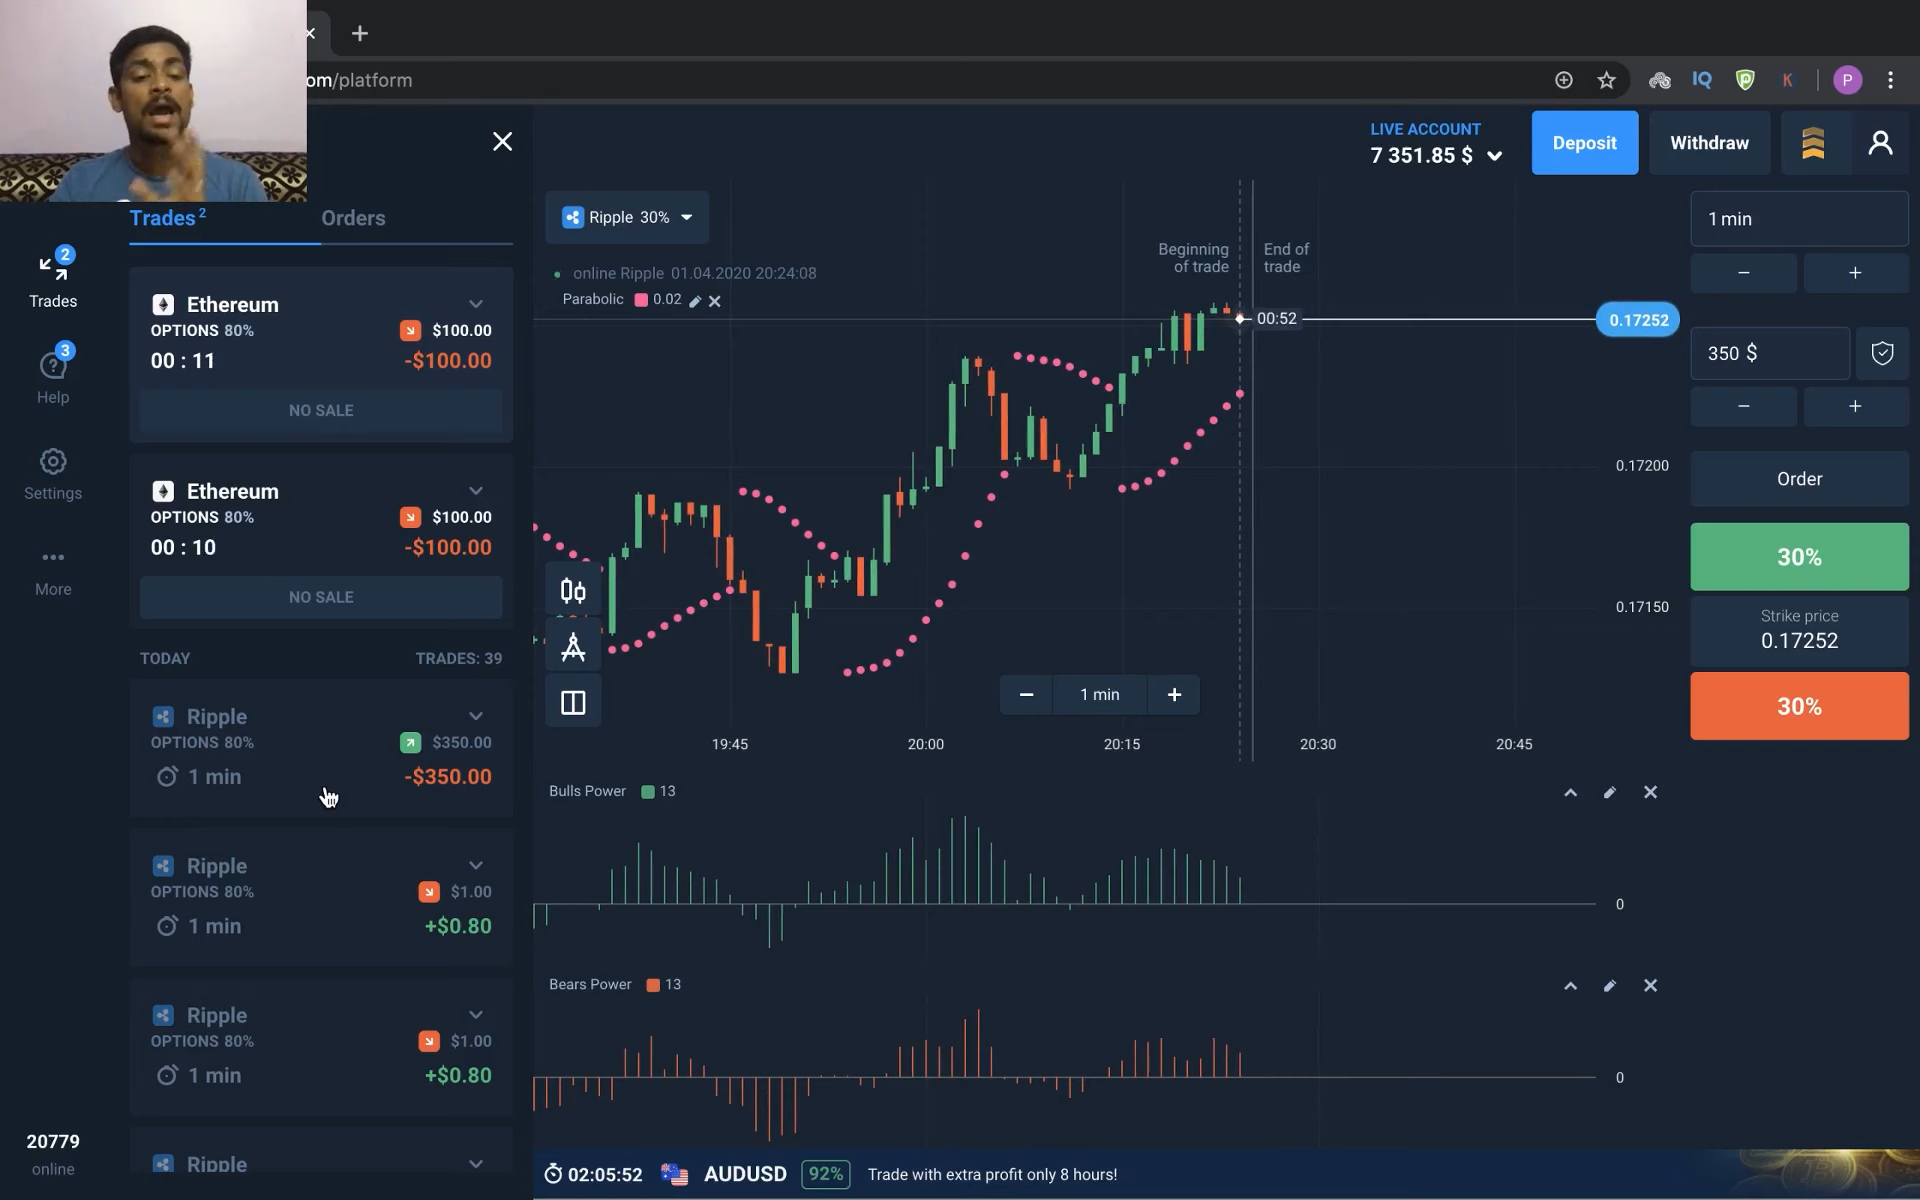 om/platform
IQ
K
P
LIVE ACCOUNT
7 351.85 $
Deposit
Withdraw
Trades 2
Orders
2
Trades
3
Help
Settings
More
20779
online
Ethereum
OPTIONS 80%
$100.00
00 : 11
-$100.00
NO SALE
Ethereum
OPTIONS 80%
$100.00
00 : 10
-$100.00
NO SALE
TODAY
TRADES: 39
Ripple
OPTIONS 80%
$350.00
1 min
-$350.00
Ripple
OPTIONS 80%
$1.00
1 min
+$0.80
Ripple
OPTIONS 80%
$1.00
1 min
+$0.80
Ripple
Ripple 30%
online Ripple 01.04.2020 20:24:08
Parabolic 0.02
Beginning
of trade
End of
trade
00:52
0.17252
0.17200
0.17150
1 min
19:45
20:00
20:15
20:30
20:45
Bulls Power 13
0
Bears Power 13
0
02:05:52
AUDUSD
92%
Trade with extra profit only 8 hours!
1 min
350 $
Order
30%
Strike price
0.17252
30%